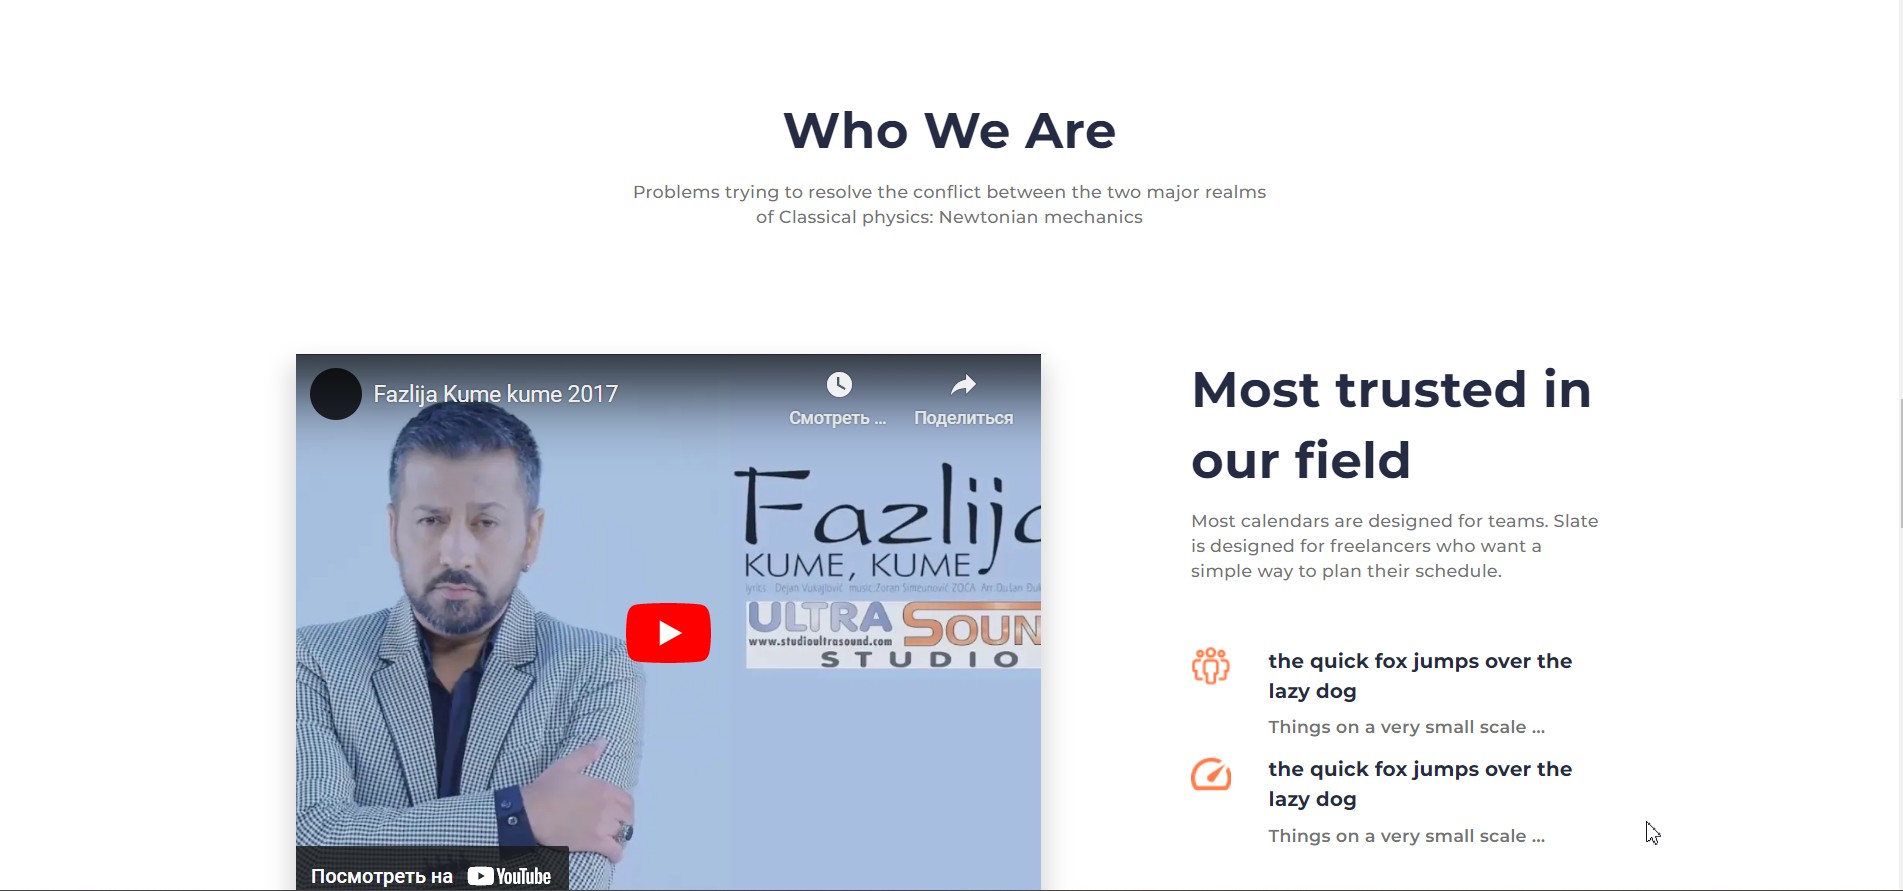 Who We Are
Problems trying to resolve the conflict between the two major realms
of Classical physics: Newtonian mechanics
Fazlija Kume kume 2017
Смотреть ...
Поделиться
Fazlija
KUME, KUME
lyrics: Dejan Vukajlović music:Zoran Simeunović ZOĆA Arr:Dušan
ULTRA SOUN
www.studioultrasound.com
STUDIO
Посмотреть на YouTube
Most trusted in
our field
Most calendars are designed for teams. Slate
is designed for freelancers who want a
simple way to plan their schedule.
the quick fox jumps over the
lazy dog
Things on a very small scale ...
the quick fox jumps over the
lazy dog
Things on a very small scale ...